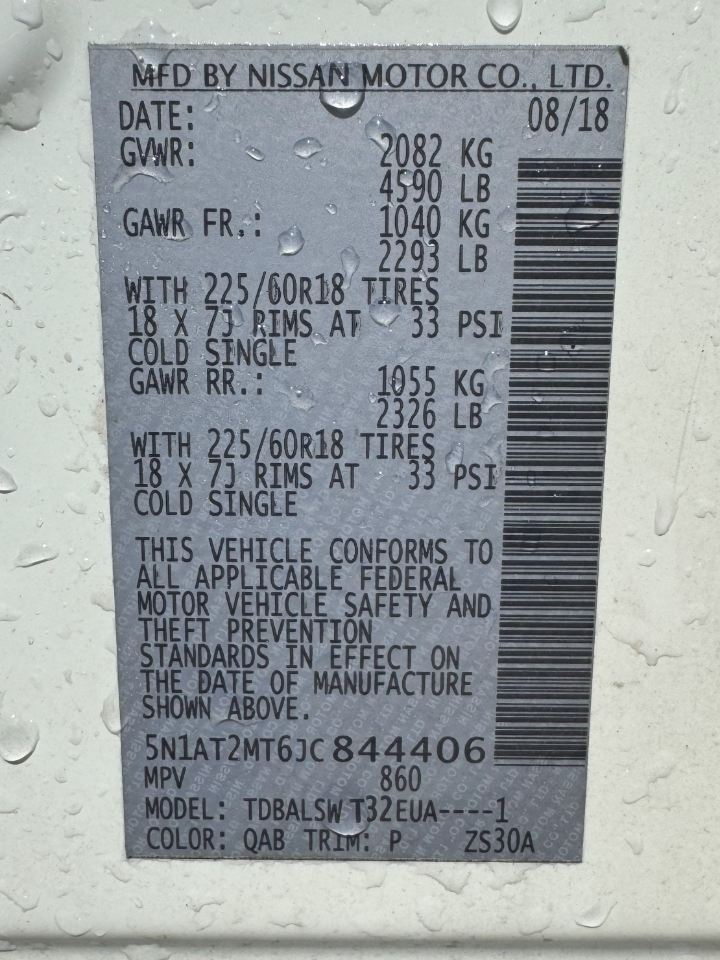 MFD BY NISSAN MOTOR CO., LTD.
DATE: 08/18
GVWR: 2082 KG
4590 LB
GAWR FR.: 1040 KG
2293 LB
WITH 225/60R18 TIRES
18 X 7J RIMS AT 33 PSI
COLD SINGLE
GAWR RR.: 1055 KG
2326 LB
WITH 225/60R18 TIRES
18 X 7J RIMS AT 33 PSI
COLD SINGLE
THIS VEHICLE CONFORMS TO
ALL APPLICABLE FEDERAL
MOTOR VEHICLE SAFETY AND
THEFT PREVENTION
STANDARDS IN EFFECT ON
THE DATE OF MANUFACTURE
SHOWN ABOVE.
5N1AT2MT6JC844406
MPV 860
MODEL: TDBALSW T32EUA----1
COLOR: QAB TRIM: P ZS30A